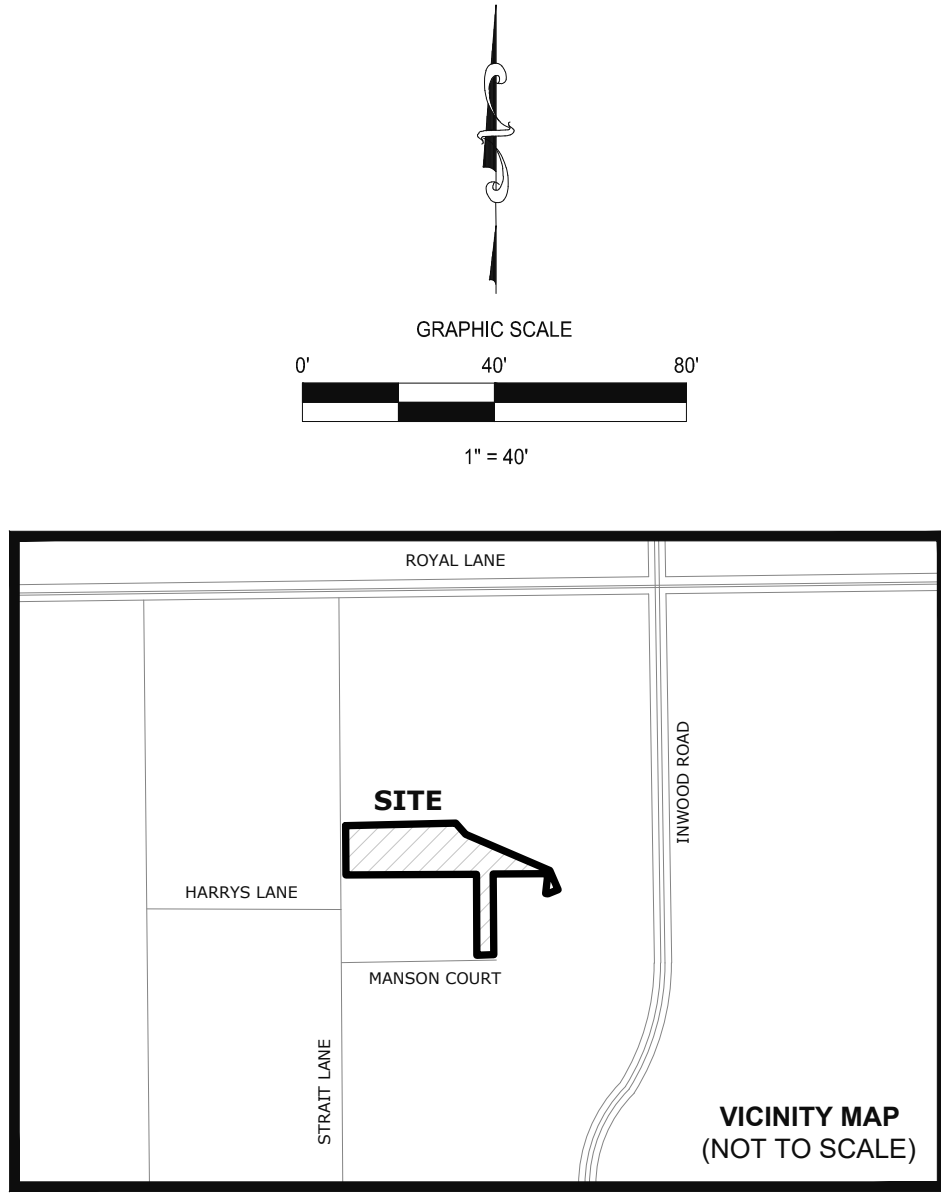 GRAPHIC SCALE
0' 40' 80'
1" = 40'
ROYAL LANE
INWOOD ROAD
SITE
HARRYS LANE
MANSON COURT
STRAIT LANE
VICINITY MAP
(NOT TO SCALE)